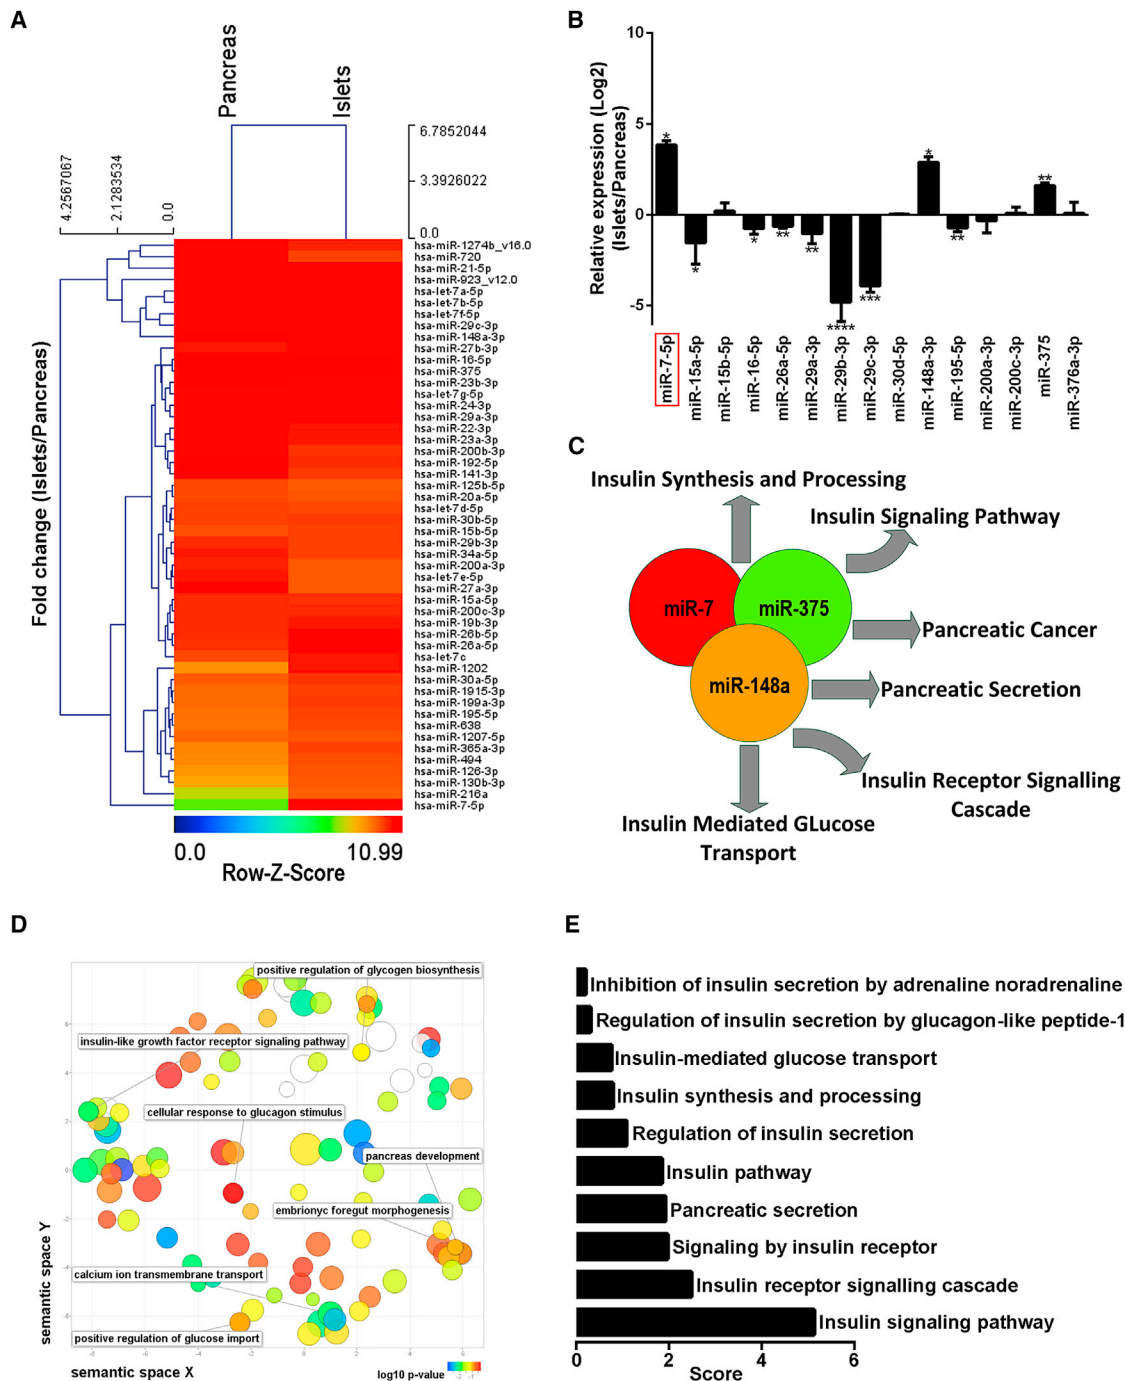 A
Pancreas
Islets
4.2567067
2.1283534
0.0
6.7852044
3.3926022
0.0
Fold change (Islets/Pancreas)
hsa-miR-1274b_v16.0
hsa-miR-720
hsa-miR-21-5p
hsa-miR-923_v12.0
hsa-let-7a-5p
hsa-let-7b-5p
hsa-let-7f-5p
hsa-miR-29c-3p
hsa-miR-148a-3p
hsa-miR-27b-3p
hsa-miR-16-5p
hsa-miR-375
hsa-miR-23b-3p
hsa-let-7g-5p
hsa-miR-24-3p
hsa-miR-29a-3p
hsa-miR-22-3p
hsa-miR-23a-3p
hsa-miR-200b-3p
hsa-miR-192-5p
hsa-miR-141-3p
hsa-miR-125b-5p
hsa-miR-20a-5p
hsa-let-7d-5p
hsa-miR-30b-5p
hsa-miR-15b-5p
hsa-miR-29b-3p
hsa-miR-34a-5p
hsa-miR-200a-3p
hsa-let-7e-5p
hsa-miR-27a-3p
hsa-miR-15a-5p
hsa-miR-200c-3p
hsa-miR-19b-3p
hsa-miR-26b-5p
hsa-miR-26a-5p
hsa-let-7c
hsa-miR-1202
hsa-miR-30a-5p
hsa-miR-1915-3p
hsa-miR-199a-3p
hsa-miR-195-5p
hsa-miR-638
hsa-miR-1207-5p
hsa-miR-365a-3p
hsa-miR-494
hsa-miR-126-3p
hsa-miR-130b-3p
hsa-miR-216a
hsa-miR-7-5p
0.0
10.99
Row-Z-Score
B
Relative expression (Log2)
(Islets/Pancreas)
10
5
0
-5
*
*
*
**
**
****
***
*
**
**
miR-7-5p
miR-15a-5p
miR-15b-5p
miR-16-5p
miR-26a-5p
miR-29a-3p
miR-29b-3p
miR-29c-3p
miR-30d-5p
miR-148a-3p
miR-195-5p
miR-200a-3p
miR-200c-3p
miR-375
miR-376a-3p
C
Insulin Synthesis and Processing
Insulin Signaling Pathway
miR-7
miR-375
Pancreatic Cancer
miR-148a
Pancreatic Secretion
Insulin Receptor Signalling
Cascade
Insulin Mediated GLucose
Transport
D
positive regulation of glycogen biosynthesis
insulin-like growth factor receptor signaling pathway
cellular response to glucagon stimulus
pancreas development
embrionyc foregut morphogenesis
calcium ion transmembrane transport
positive regulation of glucose import
semantic space Y
6
4
2
0
-2
-4
-6
-8
-6
-4
-2
0
2
4
6
semantic space X
log10 p-value
-2
-1
E
Inhibition of insulin secretion by adrenaline noradrenaline
Regulation of insulin secretion by glucagon-like peptide-1
Insulin-mediated glucose transport
Insulin synthesis and processing
Regulation of insulin secretion
Insulin pathway
Pancreatic secretion
Signaling by insulin receptor
Insulin receptor signalling cascade
Insulin signaling pathway
0
2
4
6
Score